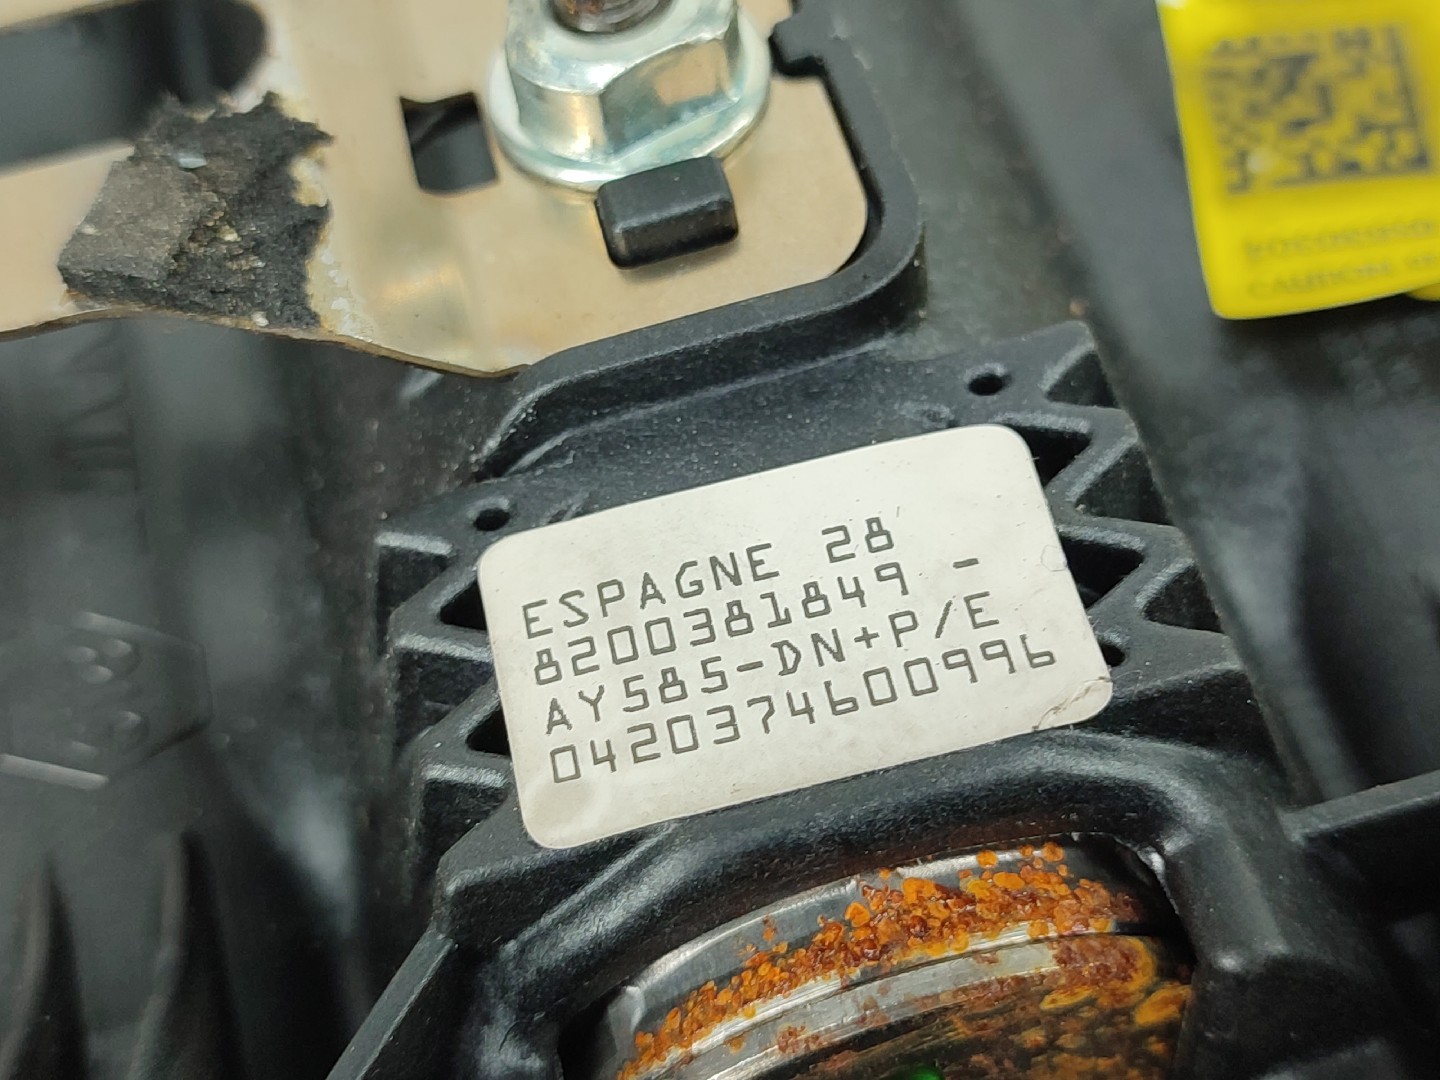 ESPAGNE 28
8200381849 -
AY585-DN+P/E
0420374600996